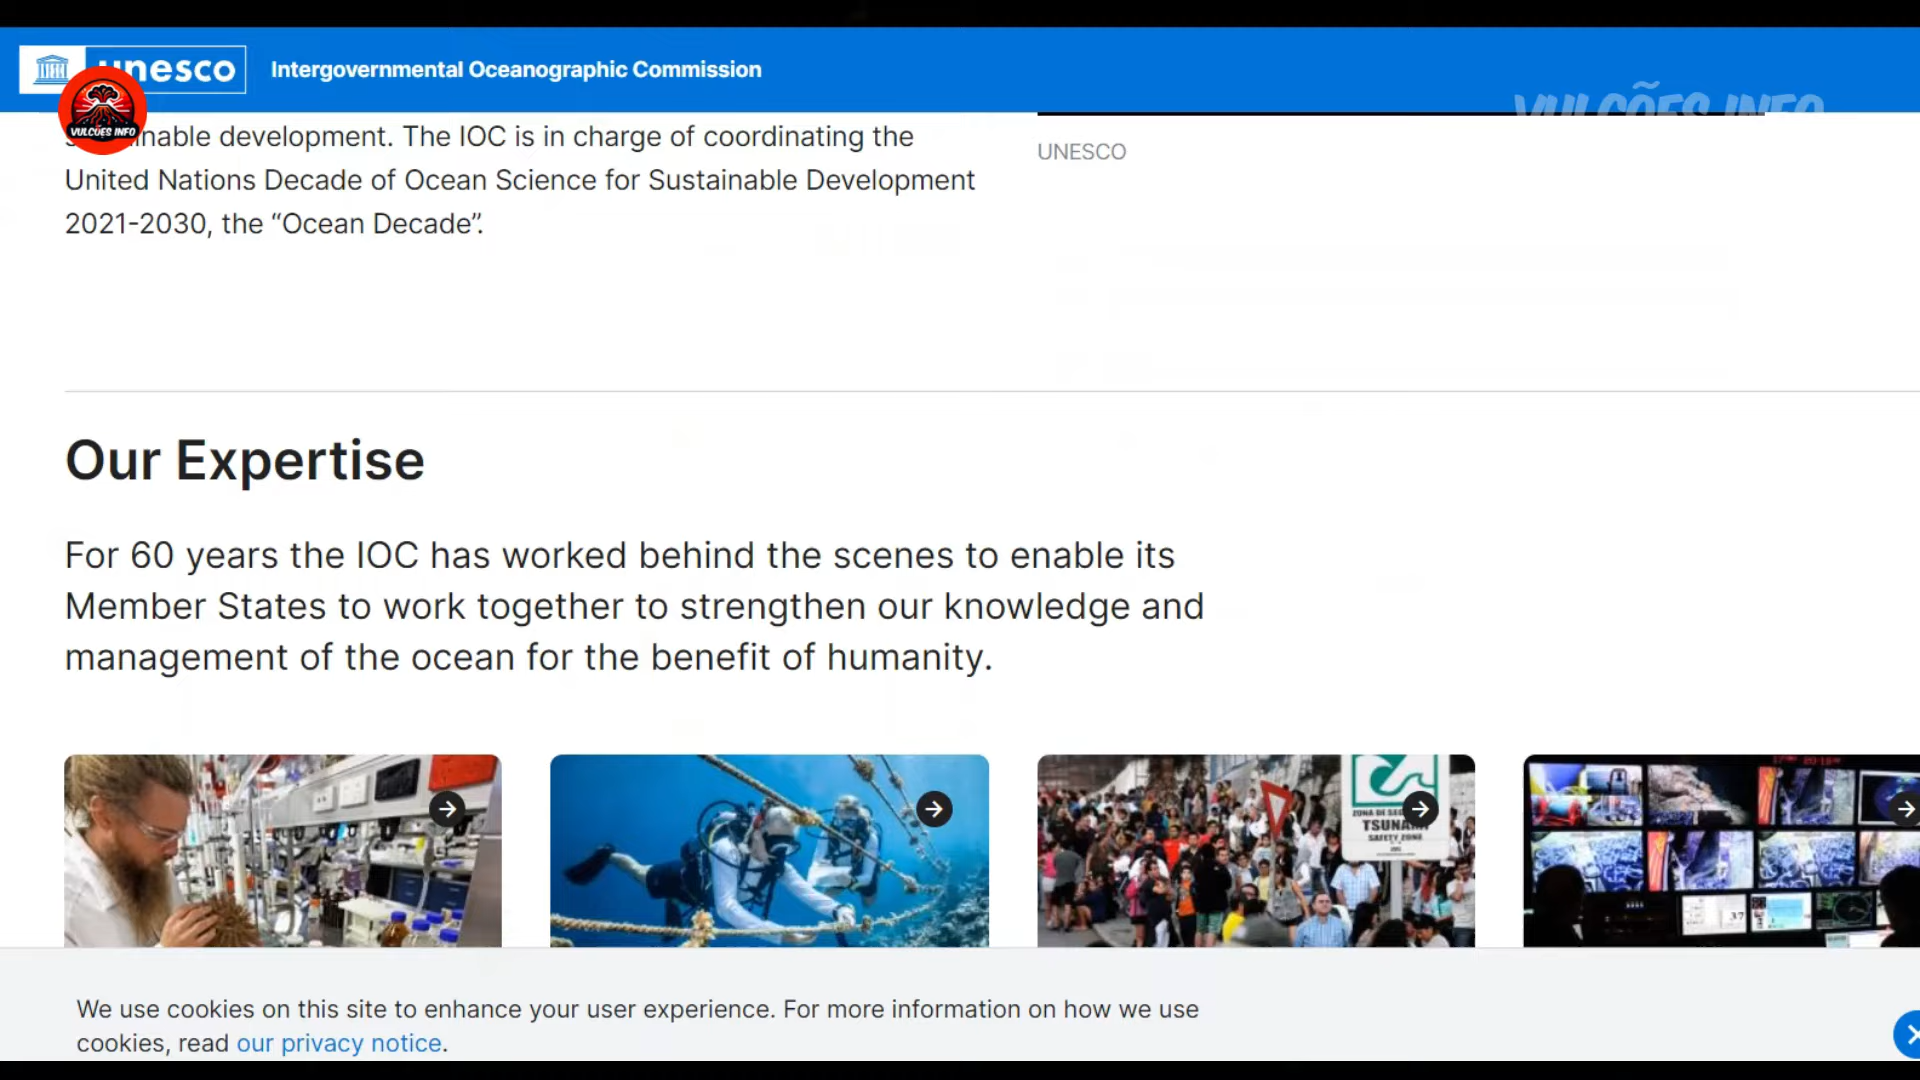 unesco
Intergovernmental Oceanographic Commission
VULCÕES INFO
VULCÕES INFO
development. The IOC is in charge of coordinating the
United Nations Decade of Ocean Science for Sustainable Development
2021-2030, the “Ocean Decade”.
UNESCO
Our Expertise
For 60 years the IOC has worked behind the scenes to enable its
Member States to work together to strengthen our knowledge and
management of the ocean for the benefit of humanity.
TSUNAMI
SAFETY ZONE
We use cookies on this site to enhance your user experience. For more information on how we use
cookies, read our privacy notice.